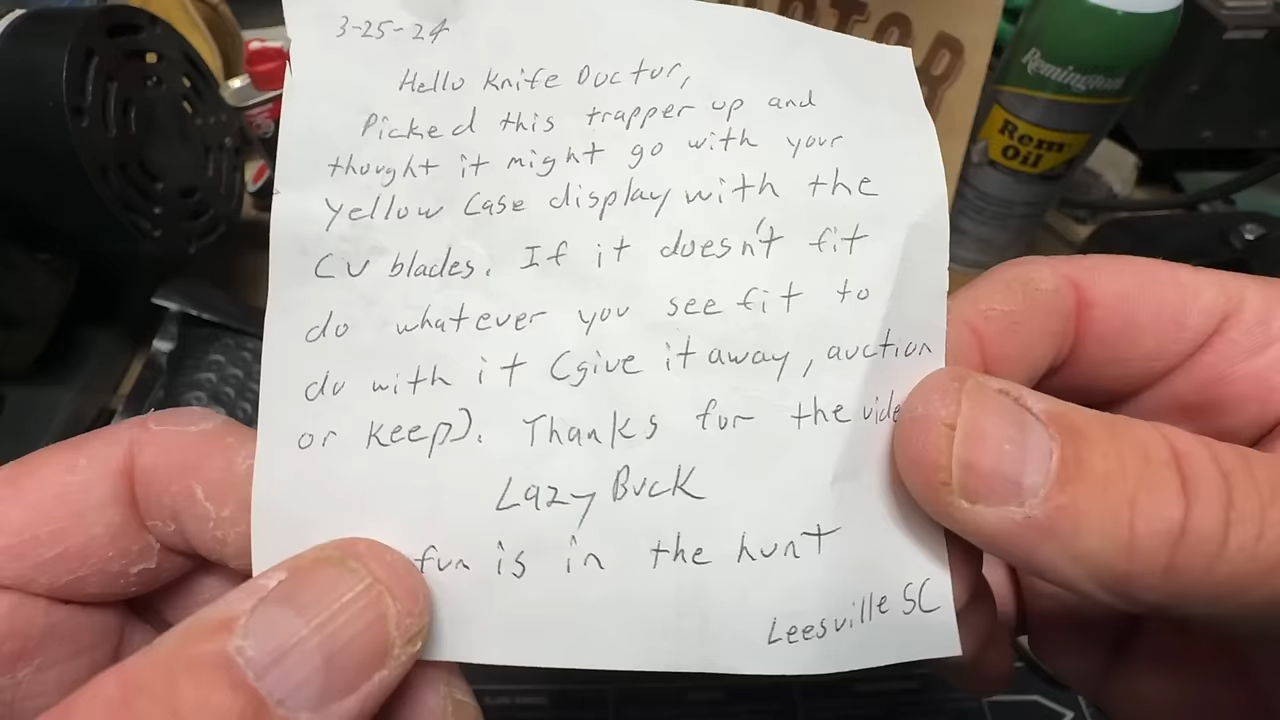 3-25-24
Hello Knife Doctor,
Picked this trapper up and
thought it might go with your
yellow Case display with the
CV blades. If it doesn't fit
do whatever you see fit to
do with it (give it away, auction
or keep). Thanks for the vide
Lazy Buck
fun is in the hunt
Leesville SC
Remington
Rem
Oil